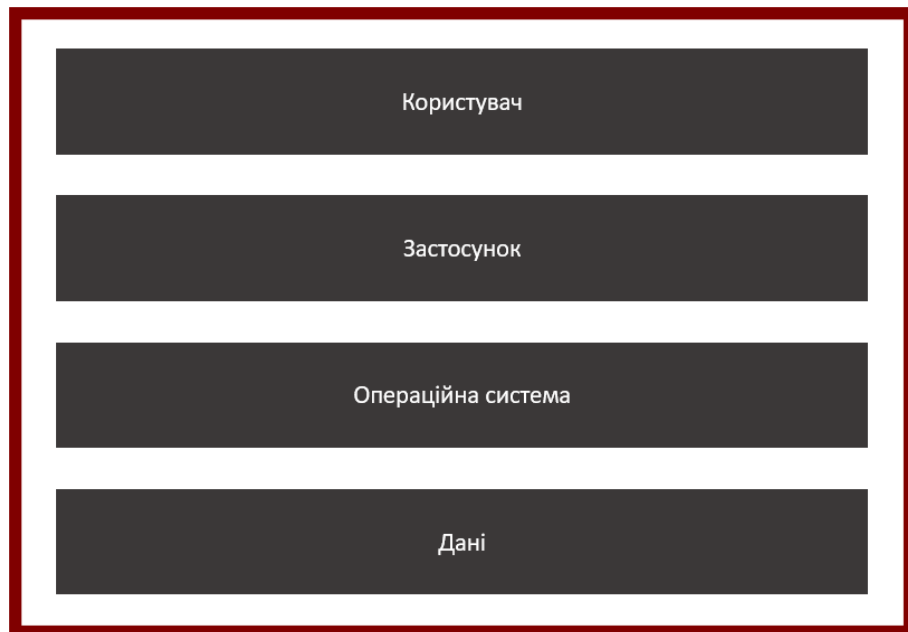 Користувач
Застосунок
Операційна система
Дані